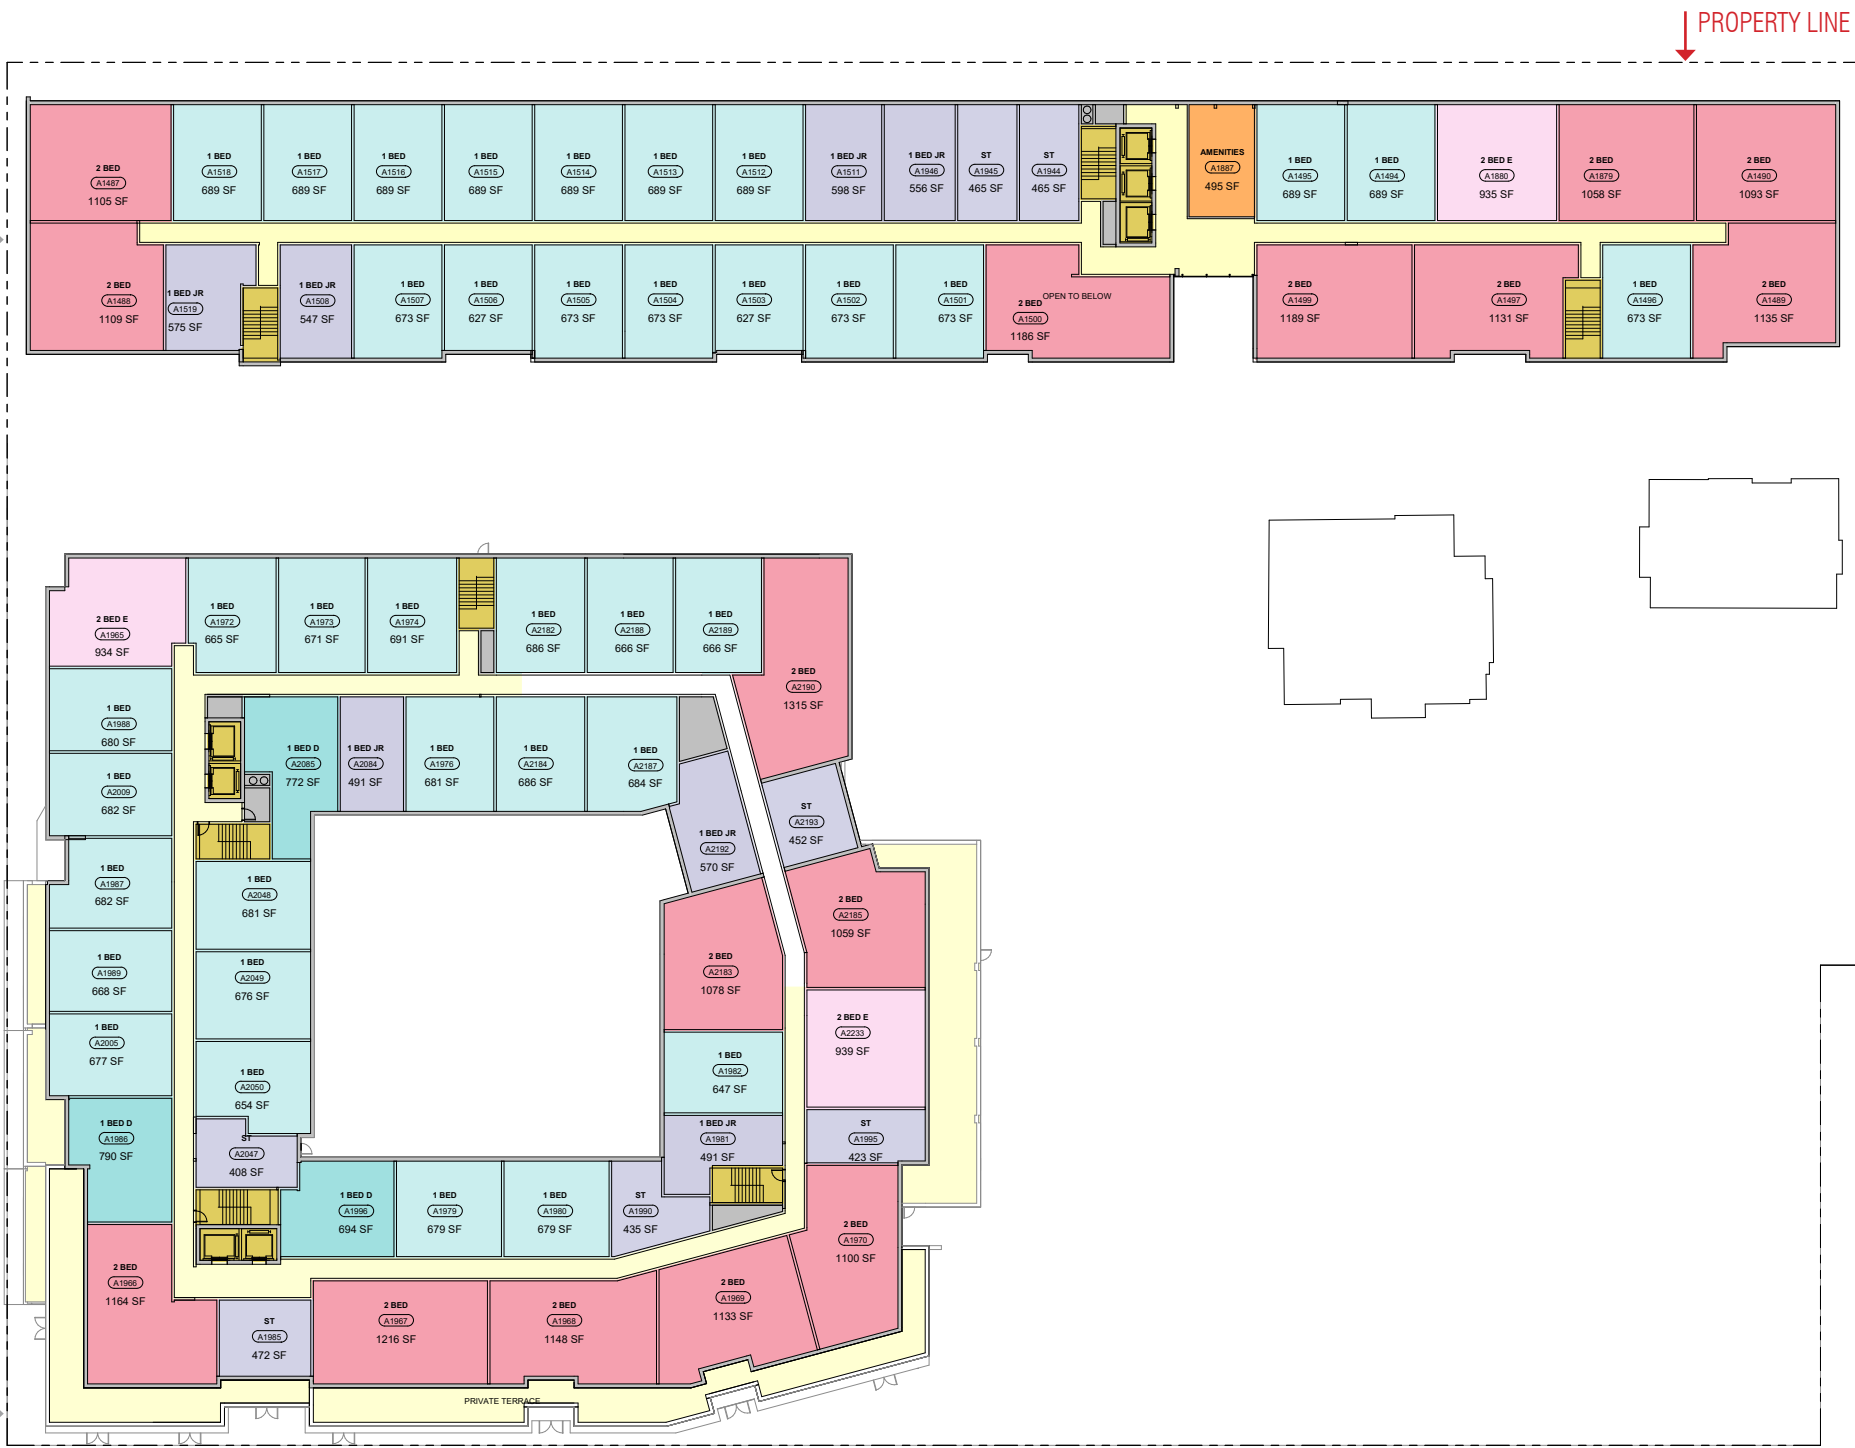 PROPERTY LINE
2 BED
A1487
1105 SF
1 BED
A1518
689 SF
1 BED
A1517
689 SF
1 BED
A1516
689 SF
1 BED
A1515
689 SF
1 BED
A1514
689 SF
1 BED
A1513
689 SF
1 BED
A1512
689 SF
1 BED JR
A1511
598 SF
1 BED JR
A1946
556 SF
ST
A1945
465 SF
ST
A1944
465 SF
AMENITIES
A1887
495 SF
1 BED
A1495
689 SF
1 BED
A1494
689 SF
2 BED E
A1880
935 SF
2 BED
A1879
1058 SF
2 BED
A1490
1093 SF
2 BED
A1488
1109 SF
1 BED JR
A1519
575 SF
1 BED JR
A1508
547 SF
1 BED
A1507
673 SF
1 BED
A1506
627 SF
1 BED
A1505
673 SF
1 BED
A1504
673 SF
1 BED
A1503
627 SF
1 BED
A1502
673 SF
1 BED
A1501
673 SF
OPEN TO BELOW
2 BED
A1500
1186 SF
2 BED
A1499
1189 SF
2 BED
A1497
1131 SF
1 BED
A1496
673 SF
2 BED
A1489
1135 SF
2 BED E
A1965
934 SF
1 BED
A1972
665 SF
1 BED
A1973
671 SF
1 BED
A1974
691 SF
1 BED
A2182
686 SF
1 BED
A2188
666 SF
1 BED
A2189
666 SF
2 BED
A2190
1315 SF
1 BED
A1988
680 SF
1 BED D
A2085
772 SF
1 BED JR
A2084
491 SF
1 BED
A1976
681 SF
1 BED
A2184
686 SF
1 BED
A2187
684 SF
1 BED
A2009
682 SF
1 BED JR
A2192
570 SF
ST
A2193
452 SF
1 BED
A1987
682 SF
1 BED
A2048
681 SF
2 BED
A2185
1059 SF
1 BED
A1989
668 SF
1 BED
A2049
676 SF
2 BED
A2183
1078 SF
2 BED E
A2233
939 SF
1 BED
A2005
677 SF
1 BED
A2050
654 SF
1 BED
A1982
647 SF
1 BED D
A1986
790 SF
ST
A2047
408 SF
1 BED JR
A1981
491 SF
ST
A1995
423 SF
1 BED D
A1996
694 SF
1 BED
A1979
679 SF
1 BED
A1980
679 SF
ST
A1990
435 SF
2 BED
A1970
1100 SF
2 BED
A1966
1164 SF
ST
A1985
472 SF
2 BED
A1967
1216 SF
2 BED
A1968
1148 SF
2 BED
A1969
1133 SF
PRIVATE TERRACE